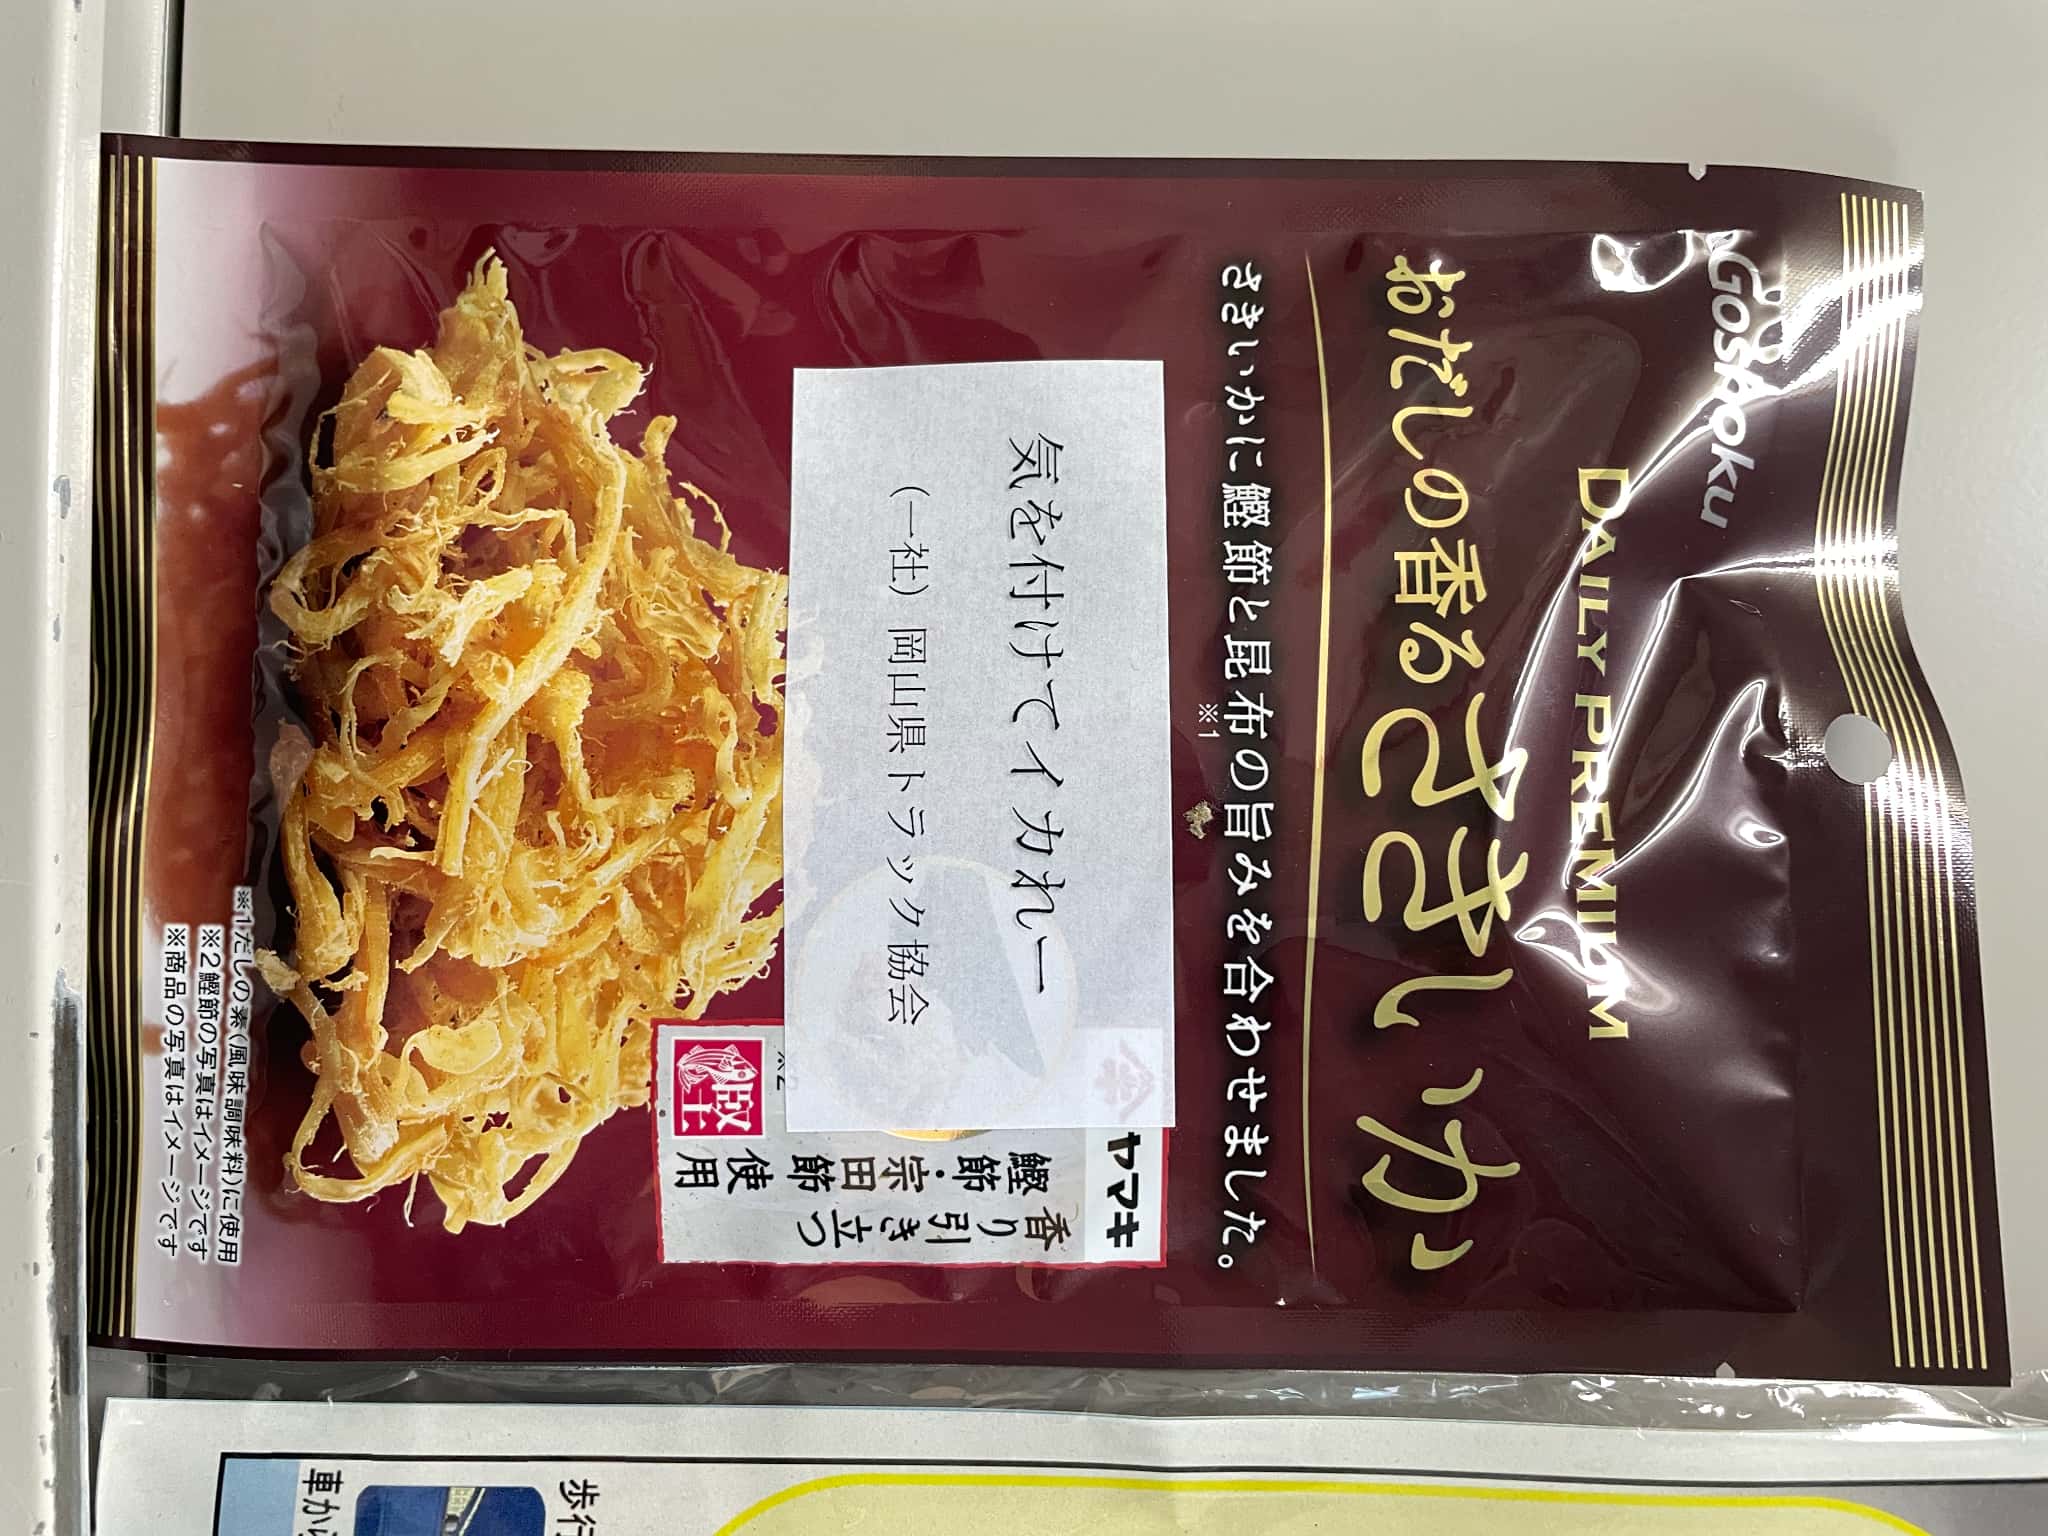 Goshoku
DAILY PREMIUM
おだしの香るさきいか
さきいかに鰹節と昆布の旨みを合わせました。
※1
気を付けてイカれー
（一社）岡山県トラック協会
ヤマキ
香り引き立つ
鰹節・宗田節
使用
※2
※1だしの素（風味調味料）に使用
※2鰹節の写真はイメージです
※商品の写真はイメージです
歩行
車から